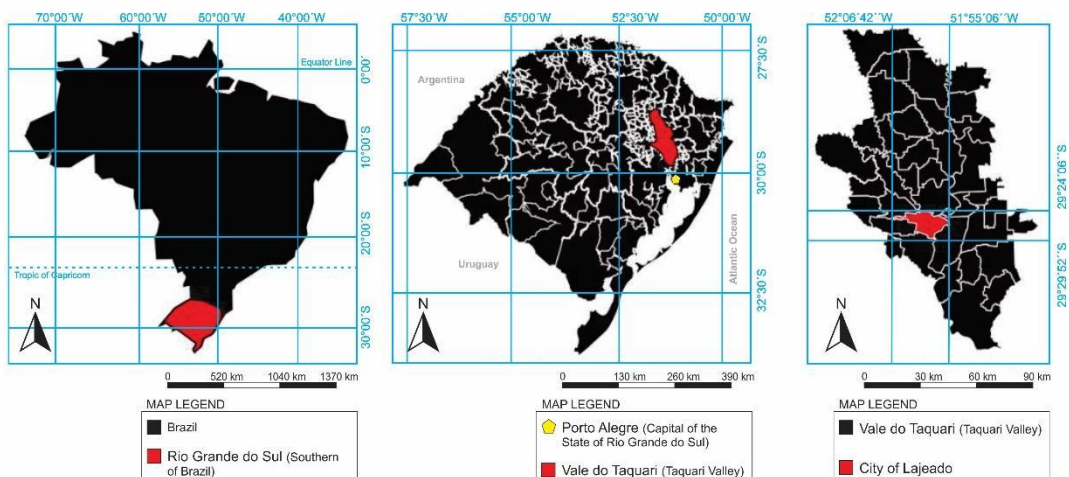 70°00´W 60°00´W 50°00´W 40°00´W
Equator Line
0°00´
10°00´S
20°00´S
Tropic of Capricorn
30°00´S
N
0 520 km 1040 km 1370 km
MAP LEGEND
Brazil
Rio Grande do Sul (Southern
of Brazil)
57°30´W 55°00´W 52°30´W 50°00´W
27°30´S
Argentina
30°00´S
Uruguay
Atlantic Ocean
32°30´S
N
0 130 km 260 km 390 km
MAP LEGEND
Porto Alegre (Capital of the
State of Rio Grande do Sul)
Vale do Taquari (Taquari Valley)
52°06´42´´W 51°55´06´´W
29°24´06´´S
29°29´52´´S
N
0 30 km 60 km 90 km
MAP LEGEND
Vale do Taquari (Taquari Valley)
City of Lajeado